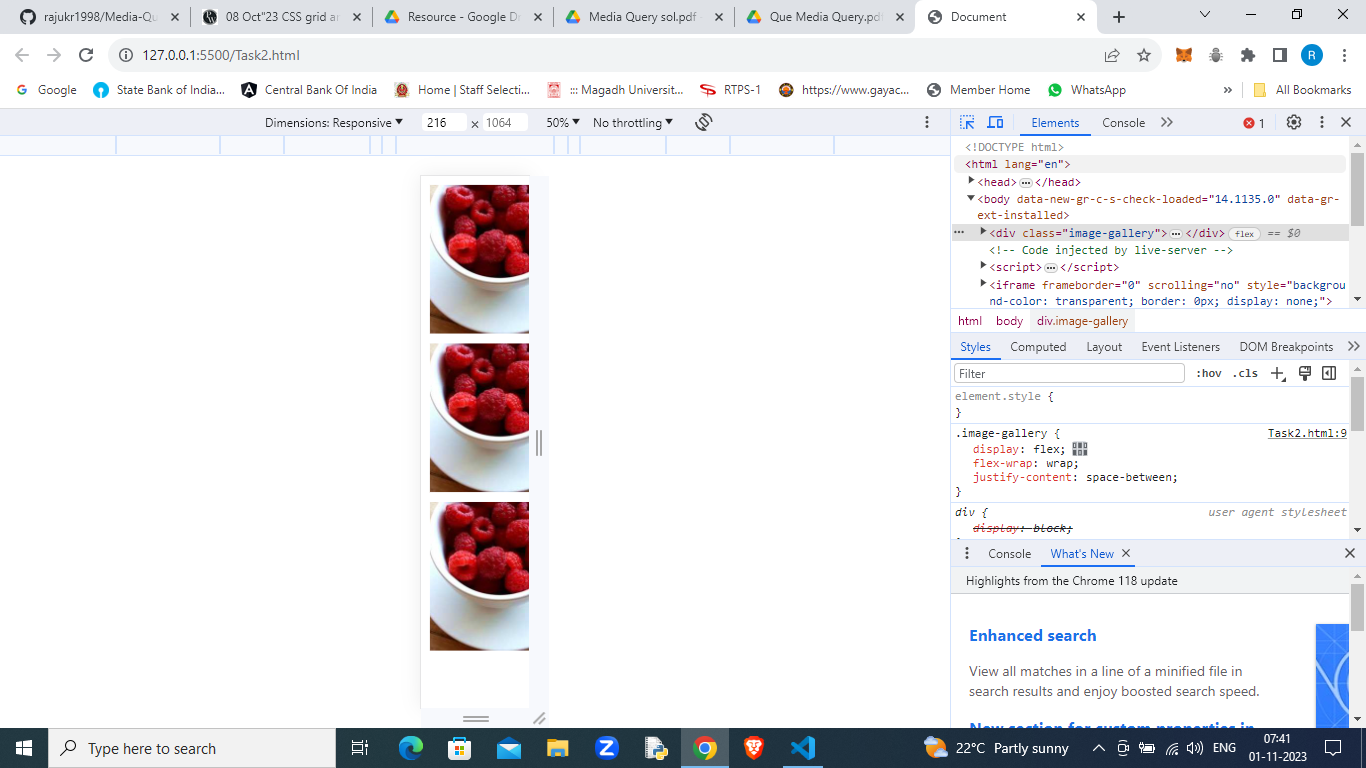 rajukr1998/Media-Qu
08 Oct"23 CSS grid ar
Resource - Google Dr
Media Query sol.pdf
Que Media Query.pdf
Document
127.0.0.1:5500/Task2.html
R
Google
State Bank of India...
Central Bank Of India
Home | Staff Selecti...
::: Magadh Universit...
RTPS-1
https://www.gayac...
Member Home
WhatsApp
»
All Bookmarks
Dimensions: Responsive
216 x 1064
50%
No throttling
Elements
Console
1
<!DOCTYPE html>
<html lang="en">
<head> ••• </head>
<body data-new-gr-c-s-check-loaded="14.1135.0" data-gr-
ext-installed>
••• <div class="image-gallery"> ••• </div> flex == $0
<!-- Code injected by live-server -->
<script> ••• </script>
<iframe frameborder="0" scrolling="no" style="backgrou
nd-color: transparent; border: 0px; display: none;">
html body div.image-gallery
Styles Computed Layout Event Listeners DOM Breakpoints
Filter :hov .cls
element.style {
}
.image-gallery { Task2.html:9
display: flex;
flex-wrap: wrap;
justify-content: space-between;
}
div { user agent stylesheet
display: block;
Console What's New
Highlights from the Chrome 118 update
Enhanced search
View all matches in a line of a minified file in
search results and enjoy boosted search speed.
New section for custom properties in
Type here to search
22°C Partly sunny
ENG
07:41
01-11-2023